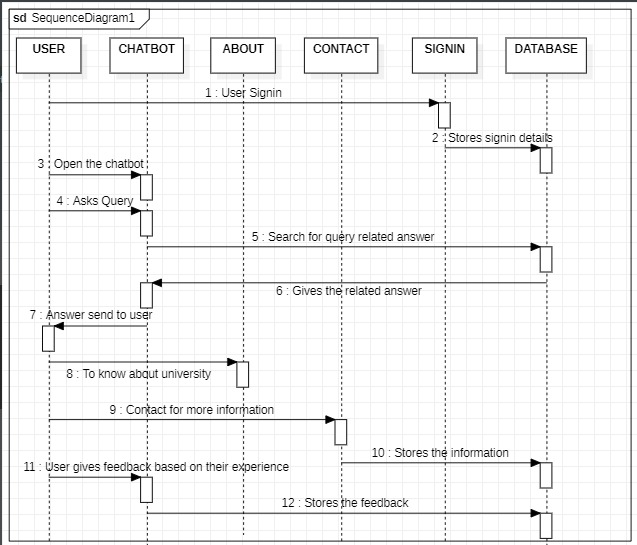 sd SequenceDiagram1
USER CHATBOT ABOUT CONTACT SIGNIN DATABASE
1 : User Signin
2 : Stores signin details
3 : Open the chatbot
4 : Asks Query
5 : Search for query related answer
6 : Gives the related answer
7 : Answer send to user
8 : To know about university
9 : Contact for more information
10 : Stores the information
11 : User gives feedback based on their experience
12 : Stores the feedback